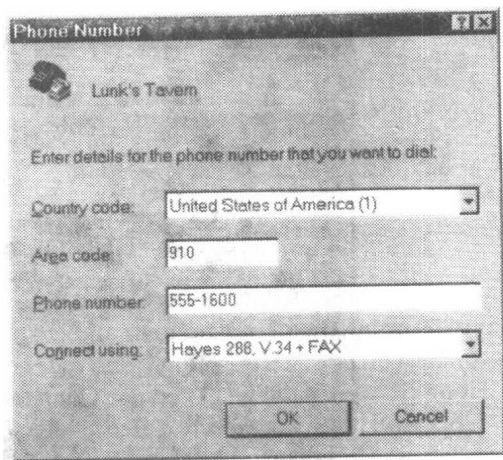 Phone Number ? X
Lunk's Tavern
Enter details for the phone number that you want to dial:
Country code: United States of America (1)
Area code: 910
Phone number: 555-1600
Connect using: Hayes 288, V.34 + FAX
OK Cancel